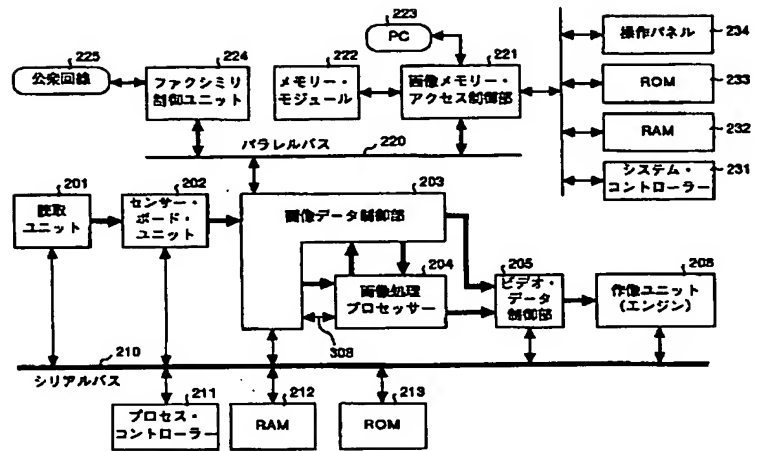 223
PC
225
公衆回線
224
ファクシミリ
制御ユニット
222
メモリー・
モジュール
221
画像メモリー・
アクセス制御部
操作パネル
234
ROM
233
RAM
232
システム・
コントローラー
231
パラレルバス
220
201
読取
ユニット
202
センサー・
ボード・
ユニット
203
画像データ制御部
204
画像処理
プロセッサー
205
ビデオ・
データ
制御部
206
作像ユニット
(エンジン)
308
210
シリアルバス
211
プロセス・
コントローラー
212
RAM
213
ROM